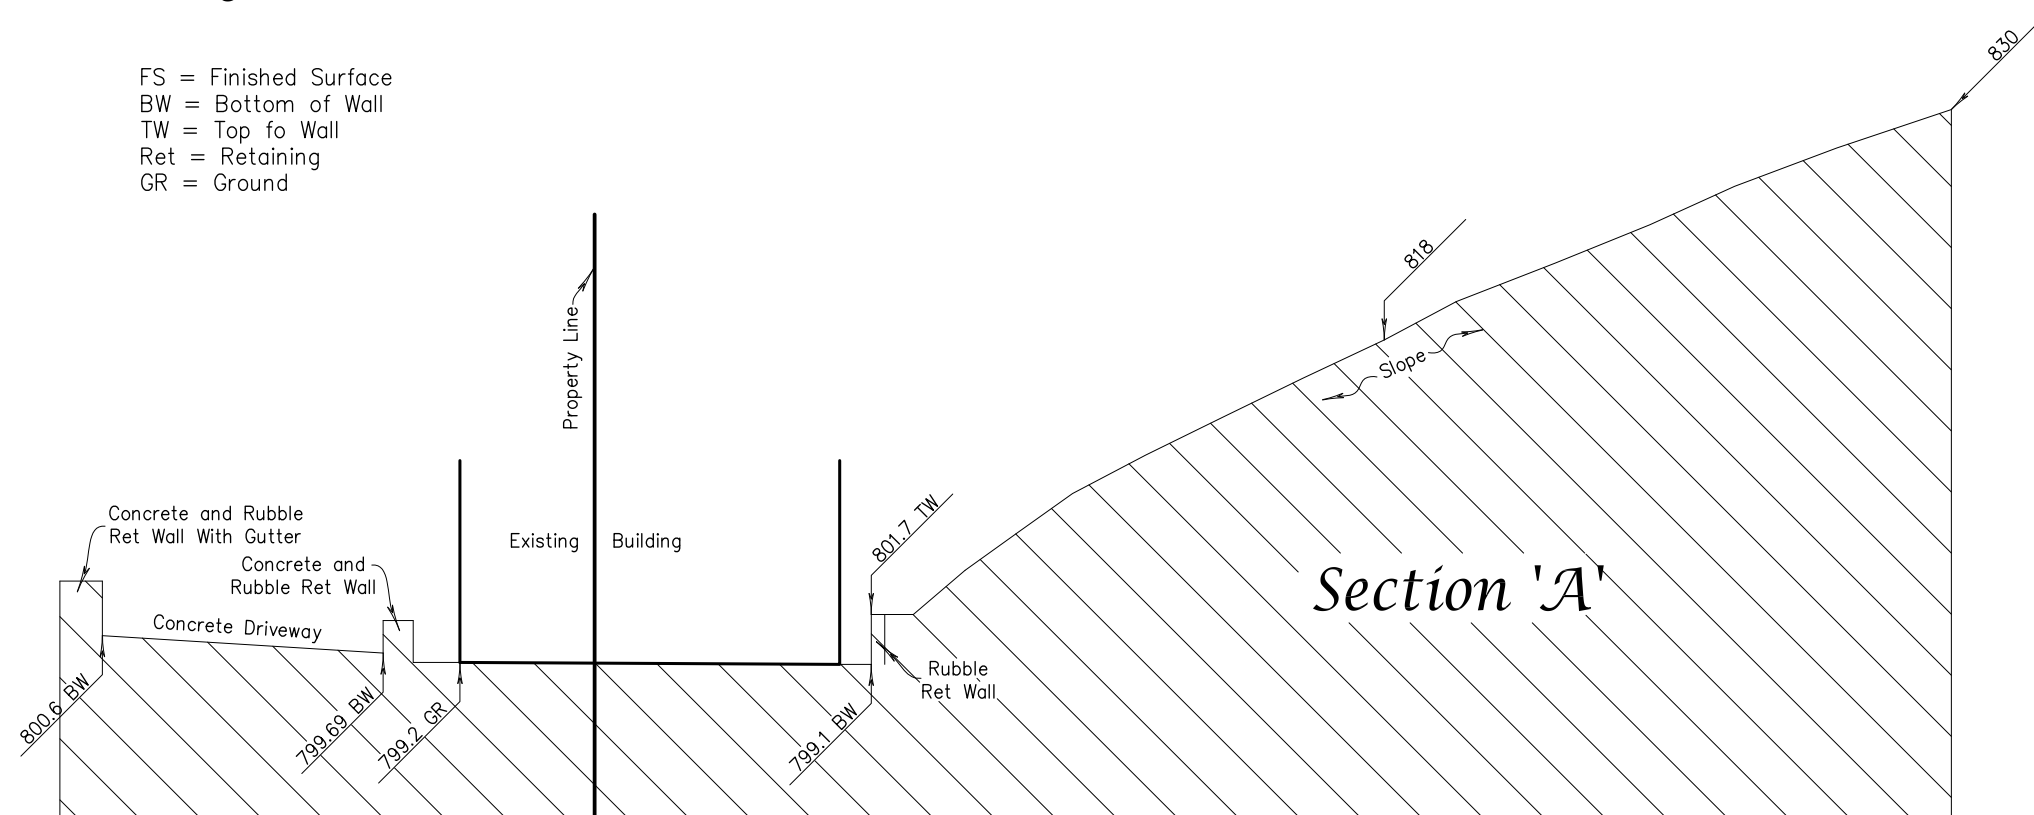 FS = Finished Surface
BW = Bottom of Wall
TW = Top fo Wall
Ret = Retaining
GR = Ground
830
818
Property Line
Slope
Concrete and Rubble
Ret Wall With Gutter
Concrete and
Rubble Ret Wall
Existing Building
801.7 TW
Section 'A'
Concrete Driveway
Rubble
Ret Wall
800.6 BW
799.69 BW
799.2 GR
799.1 BW